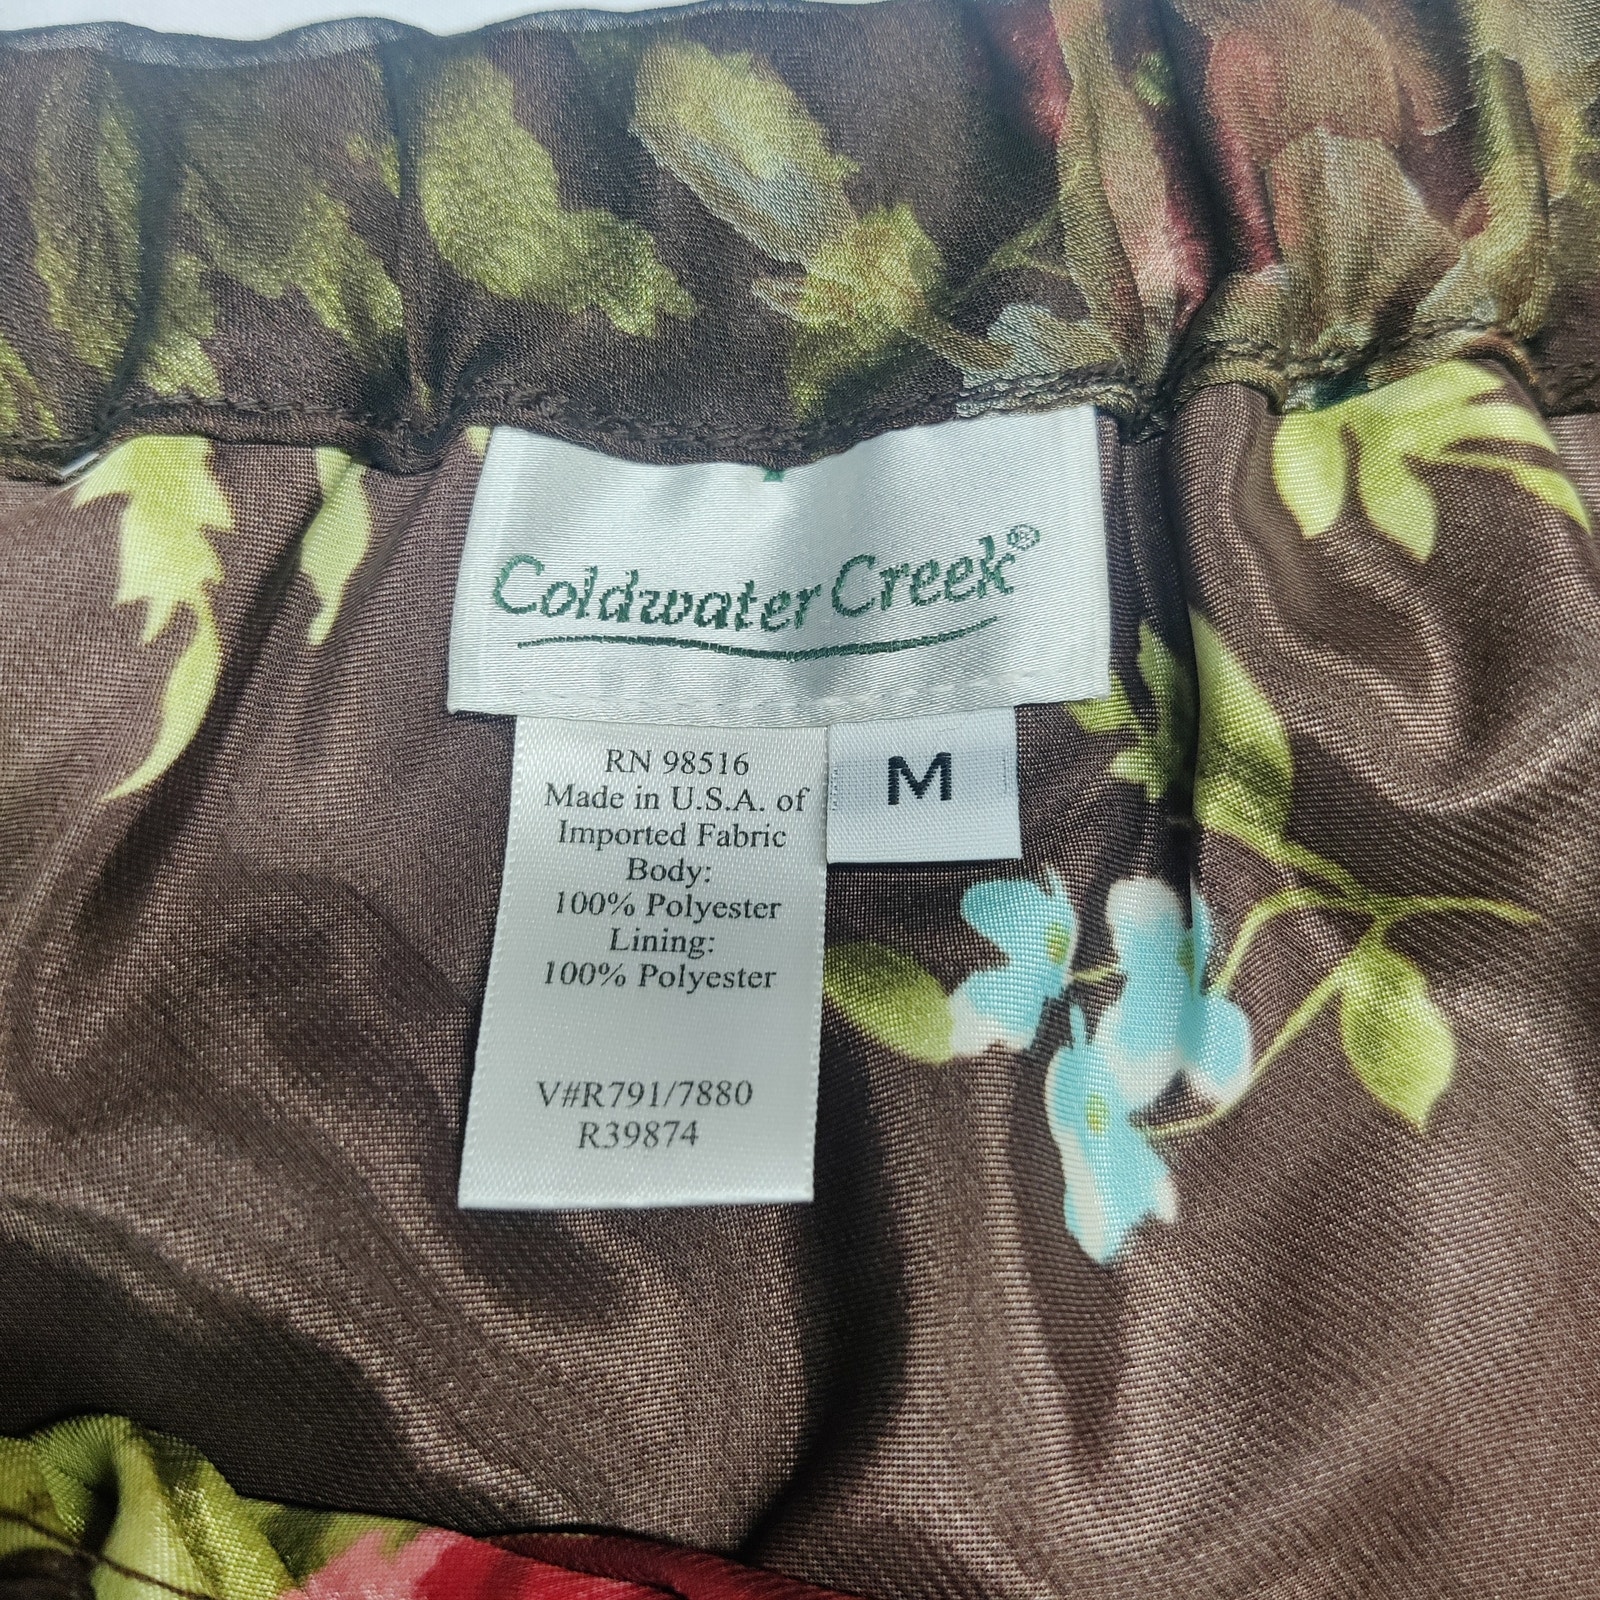 Coldwater Creek®
RN 98516
Made in U.S.A. of
Imported Fabric
Body:
100% Polyester
Lining:
100% Polyester
V#R791/7880
R39874
M